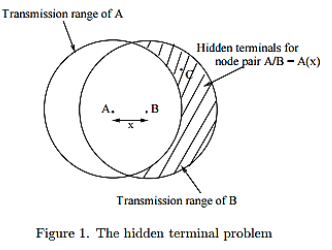 Transmission range of A
Hidden terminals for
node pair A/B - A(x)
C
A. .B
x
Transmission range of B
Figure 1. The hidden terminal problem